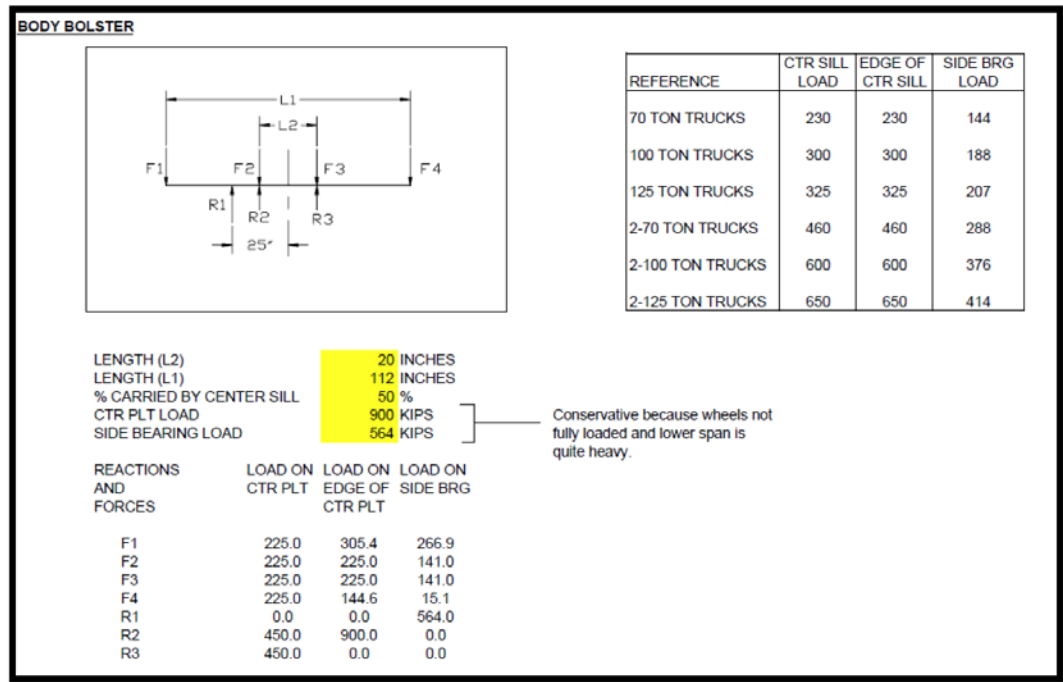 BODY BOLSTER
L1
L2
F1 F2 F3 F4
R1 R2 R3
25"
CTR SILL EDGE OF SIDE BRG
REFERENCE LOAD CTR SILL LOAD
70 TON TRUCKS 230 230 144
100 TON TRUCKS 300 300 188
125 TON TRUCKS 325 325 207
2-70 TON TRUCKS 460 460 288
2-100 TON TRUCKS 600 600 376
2-125 TON TRUCKS 650 650 414
LENGTH (L2) 20 INCHES
LENGTH (L1) 112 INCHES
% CARRIED BY CENTER SILL 50 %
CTR PLT LOAD 900 KIPS
SIDE BEARING LOAD 564 KIPS
Conservative because wheels not
fully loaded and lower span is
quite heavy.
REACTIONS LOAD ON LOAD ON LOAD ON
AND CTR PLT EDGE OF SIDE BRG
FORCES CTR PLT
F1 225.0 305.4 266.9
F2 225.0 225.0 141.0
F3 225.0 225.0 141.0
F4 225.0 144.6 15.1
R1 0.0 0.0 564.0
R2 450.0 900.0 0.0
R3 450.0 0.0 0.0